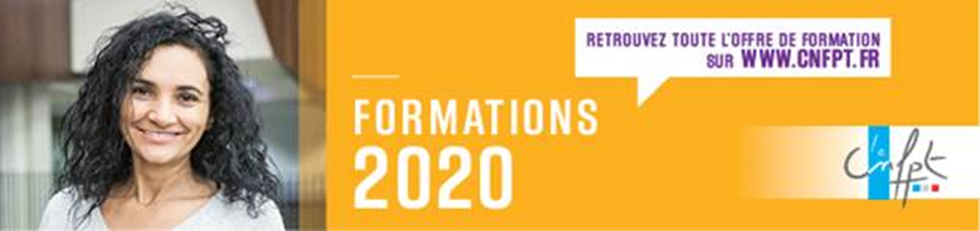 RETROUVEZ TOUTE L'OFFRE DE FORMATION
SUR WWW.CNFPT.FR
FORMATIONS
2020
le cnfpt